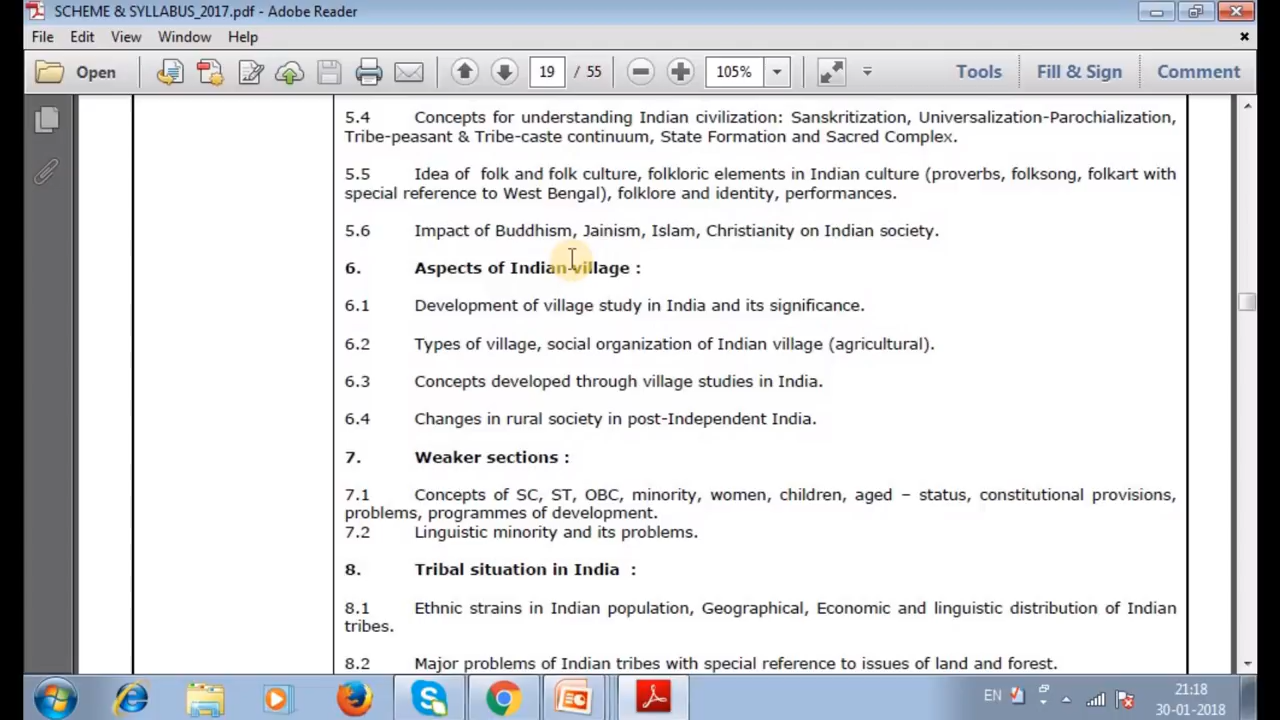 SCHEME & SYLLABUS_2017.pdf - Adobe Reader
File Edit View Window Help
Open 19 / 55 105% Tools Fill & Sign Comment
5.4 Concepts for understanding Indian civilization: Sanskritization, Universalization-Parochialization,
Tribe-peasant & Tribe-caste continuum, State Formation and Sacred Complex.
5.5 Idea of folk and folk culture, folkloric elements in Indian culture (proverbs, folksong, folkart with
special reference to West Bengal), folklore and identity, performances.
5.6 Impact of Buddhism, Jainism, Islam, Christianity on Indian society.
6. Aspects of Indian village :
6.1 Development of village study in India and its significance.
6.2 Types of village, social organization of Indian village (agricultural).
6.3 Concepts developed through village studies in India.
6.4 Changes in rural society in post-Independent India.
7. Weaker sections :
7.1 Concepts of SC, ST, OBC, minority, women, children, aged – status, constitutional provisions,
problems, programmes of development.
7.2 Linguistic minority and its problems.
8. Tribal situation in India :
8.1 Ethnic strains in Indian population, Geographical, Economic and linguistic distribution of Indian
tribes.
8.2 Major problems of Indian tribes with special reference to issues of land and forest.
EN 21:18
30-01-2018